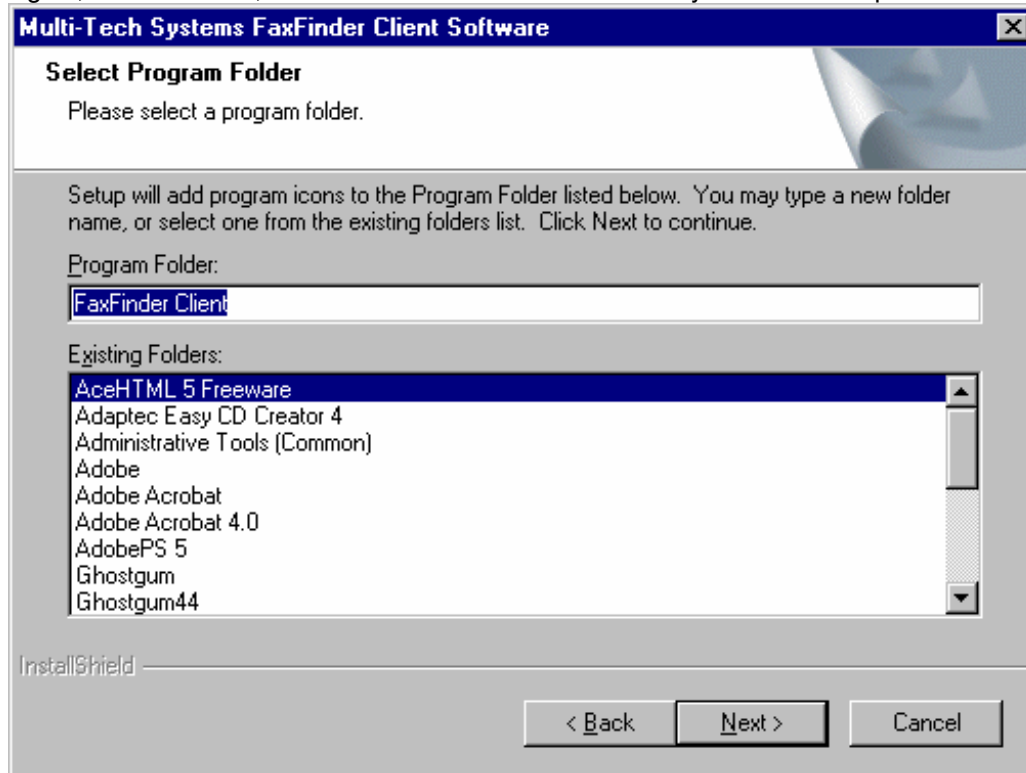 Multi-Tech Systems FaxFinder Client Software
Select Program Folder
Please select a program folder.
Setup will add program icons to the Program Folder listed below. You may type a new folder
name, or select one from the existing folders list. Click Next to continue.
Program Folder:
FaxFinder Client
Existing Folders:
AceHTML 5 Freeware
Adaptec Easy CD Creator 4
Administrative Tools (Common)
Adobe
Adobe Acrobat
Adobe Acrobat 4.0
AdobePS 5
Ghostgum
Ghostgum44
InstallShield
< Back Next > Cancel